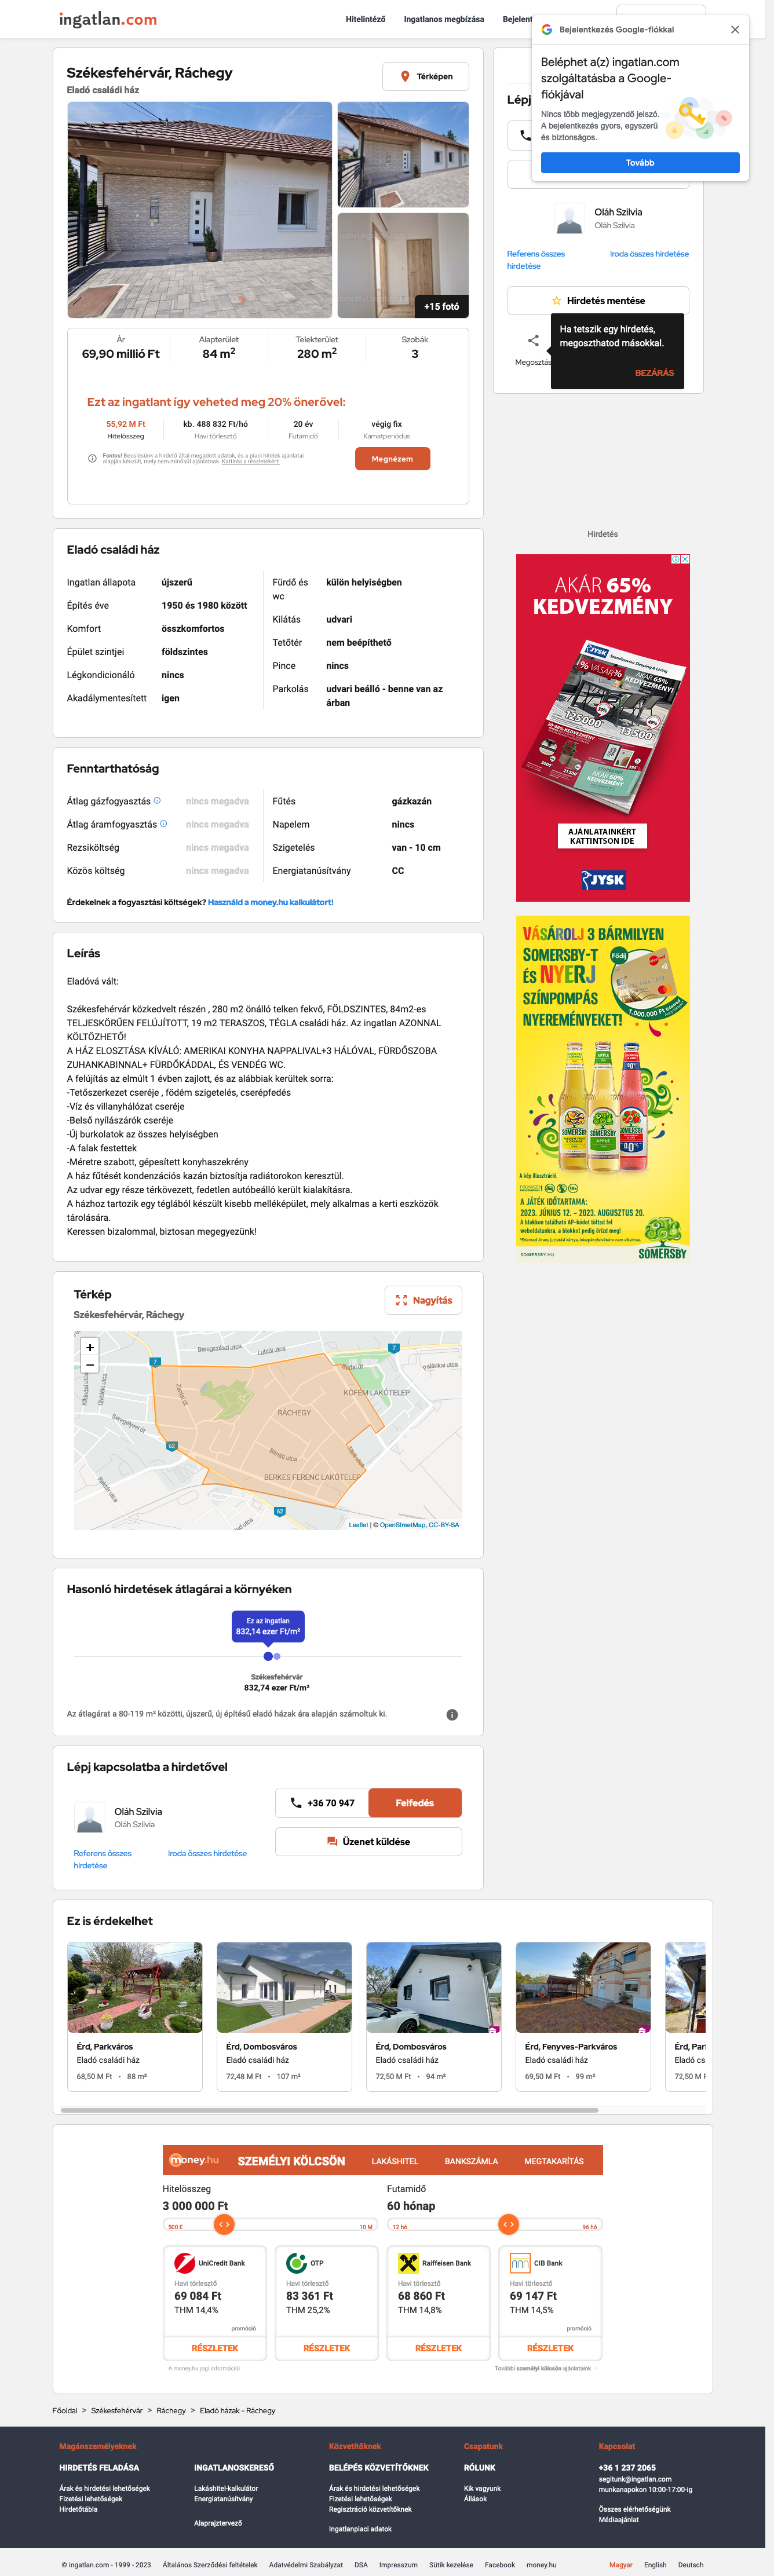 ingatlan.com
Hitelintéző
Ingatlanos megbízása
Bejelentkezés Google-fiókkal
Beléphet a(z) ingatlan.com
szolgáltatásba a Google-
fiókjával
Nincs több megjegyzendő jelszó.
A bejelentkezés gyors, egyszerű
és biztonságos.
Tovább
Székesfehérvár, Ráchegy
Eladó családi ház
Térképen
+15 fotó
Ár
69,90 millió Ft
Alapterület
84 m²
Telekterület
280 m²
Szobák
3
Ezt az ingatlant így veheted meg 20% önerővel:
55,92 M Ft
Hitelösszeg
kb. 488 832 Ft/hó
Havi törlesztő
20 év
Futamidő
végig fix
Kamatperiódus
Fontos! Becslésünk a hirdető által megadott adatok, és a piaci hitelek ajánlatai
alapján készült, mely nem minősül ajánlatnak. Kattints a részletekért!
Megnézem
Oláh Szilvia
Oláh Szilvia
Referens összes
hirdetése
Iroda összes hirdetése
Hirdetés mentése
Megosztás
Ha tetszik egy hirdetés,
megoszthatod másokkal.
BEZÁRÁS
Eladó családi ház
Ingatlan állapota
újszerű
Építés éve
1950 és 1980 között
Komfort
összkomfortos
Épület szintjei
földszintes
Légkondicionáló
nincs
Akadálymentesített
igen
Fürdő és
wc
külön helyiségben
Kilátás
udvari
Tetőtér
nem beépíthető
Pince
nincs
Parkolás
udvari beálló - benne van az
árban
Hirdetés
AKÁR 65%
KEDVEZMÉNY
AJÁNLATAINKÉRT
KATTINTSON IDE
JYSK
Fenntarthatóság
Átlag gázfogyasztás
nincs megadva
Átlag áramfogyasztás
nincs megadva
Rezsiköltség
nincs megadva
Közös költség
nincs megadva
Fűtés
gázkazán
Napelem
nincs
Szigetelés
van - 10 cm
Energiatanúsítvány
CC
Érdekelnek a fogyasztási költségek? Használd a money.hu kalkulátort!
VÁSÁROLJ 3 BÁRMILYEN
SOMERSBY-T
ÉS NYERJ
SZÍNPOMPÁS
NYEREMÉNYEKET!
Fődíj
1.000.000 Ft
A kép illusztráció.
A JÁTÉK IDŐTARTAMA:
2023. JÚNIUS 12. – 2023. AUGUSZTUS 20.
SOMERSBY.HU
SOMERSBY
Leírás
Eladóvá vált:
Székesfehérvár közkedvelt részén , 280 m2 önálló telken fekvő, FÖLDSZINTES, 84m2-es
TELJESKÖRŰEN FELÚJÍTOTT, 19 m2 TERASZOS, TÉGLA családi ház. Az ingatlan AZONNAL
KÖLTÖZHETŐ!
A HÁZ ELOSZTÁSA KÍVÁLÓ: AMERIKAI KONYHA NAPPALIVAL+3 HÁLÓVAL, FÜRDŐSZOBA
ZUHANKABINNAL+ FÜRDŐKÁDDAL, ÉS VENDÉG WC.
A felújítás az elmúlt 1 évben zajlott, és az alábbiak kerültek sorra:
-Tetőszerkezet cseréje , födém szigetelés, cserépfedés
-Víz és villanyhálózat cseréje
-Belső nyílászárók cseréje
-Új burkolatok az összes helyiségben
-A falak festettek
-Méretre szabott, gépesített konyhaszekrény
A ház fűtését kondenzációs kazán biztosítja radiátorokon keresztül.
Az udvar egy része térkövezett, fedetlen autóbeálló került kialakításra.
A házhoz tartozik egy téglából készült kisebb melléképület, mely alkalmas a kerti eszközök
tárolására.
Keressen bizalommal, biztosan megegyezünk!
Térkép
Székesfehérvár, Ráchegy
Nagyítás
+
−
Beregszászi utca
Lutáli utca
7
7
KÖFÉM LAKÓTELEP
RÁCHEGY
62
BERKES FERENC LAKÓTELEP
62
Leaflet | © OpenStreetMap, CC-BY-SA
Hasonló hirdetések átlagárai a környéken
Ez az ingatlan
832,14 ezer Ft/m²
Székesfehérvár
832,74 ezer Ft/m²
Az átlagárat a 80-119 m² közötti, újszerű, új építésű eladó házak ára alapján számoltuk ki.
Lépj kapcsolatba a hirdetővel
Oláh Szilvia
Oláh Szilvia
Referens összes
hirdetése
Iroda összes hirdetése
+36 70 947
Felfedés
Üzenet küldése
Ez is érdekelhet
Érd, Parkváros
Eladó családi ház
68,50 M Ft • 88 m²
Érd, Dombosváros
Eladó családi ház
72,48 M Ft • 107 m²
Érd, Dombosváros
Eladó családi ház
72,50 M Ft • 94 m²
Érd, Fenyves-Parkváros
Eladó családi ház
69,50 M Ft • 99 m²
money.hu
SZEMÉLYI KÖLCSÖN
LAKÁSHITEL
BANKSZÁMLA
MEGTAKARÍTÁS
Hitelösszeg
3 000 000 Ft
500 E
10 M
Futamidő
60 hónap
12 hó
96 hó
UniCredit Bank
Havi törlesztő
69 084 Ft
THM 14,4%
promóció
RÉSZLETEK
OTP
Havi törlesztő
83 361 Ft
THM 25,2%
RÉSZLETEK
Raiffeisen Bank
Havi törlesztő
68 860 Ft
THM 14,8%
RÉSZLETEK
CIB Bank
Havi törlesztő
69 147 Ft
THM 14,5%
promóció
RÉSZLETEK
A money.hu jogi információi
További személyi kölcsön ajánlataink
Főoldal > Székesfehérvár > Ráchegy > Eladó házak - Ráchegy
Magánszemélyeknek
HIRDETÉS FELADÁSA
Árak és hirdetési lehetőségek
Fizetési lehetőségek
Hirdetőtábla
INGATLANOSKERESŐ
Lakáshitel-kalkulátor
Energiatanúsítvány
Alaprajztervező
Közvetítőknek
BELÉPÉS KÖZVETÍTŐKNEK
Árak és hirdetési lehetőségek
Fizetési lehetőségek
Regisztráció közvetítőknek
Ingatlanpiaci adatok
Csapatunk
RÓLUNK
Kik vagyunk
Állások
Kapcsolat
+36 1 237 2065
segitunk@ingatlan.com
munkanapokon 10:00-17:00-ig
Összes elérhetőségünk
Médiaajánlat
© ingatlan.com - 1999 - 2023
Általános Szerződési feltételek
Adatvédelmi Szabályzat
DSA
Impresszum
Sütik kezelése
Facebook
money.hu
Magyar
English
Deutsch